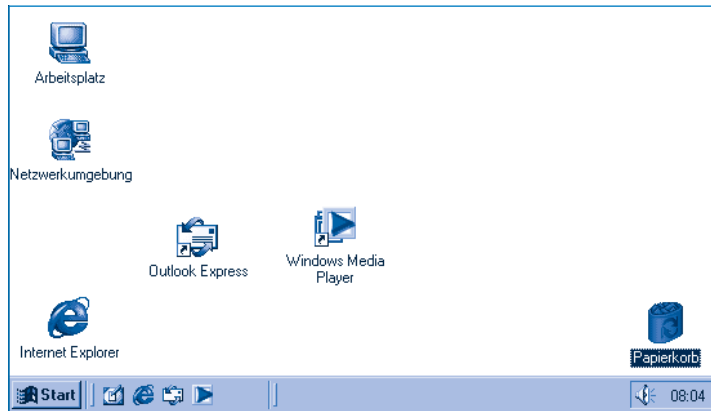 Arbeitsplatz
Netzwerkumgebung
Outlook Express
Windows Media
Player
Internet Explorer
Papierkorb
Start
08:04